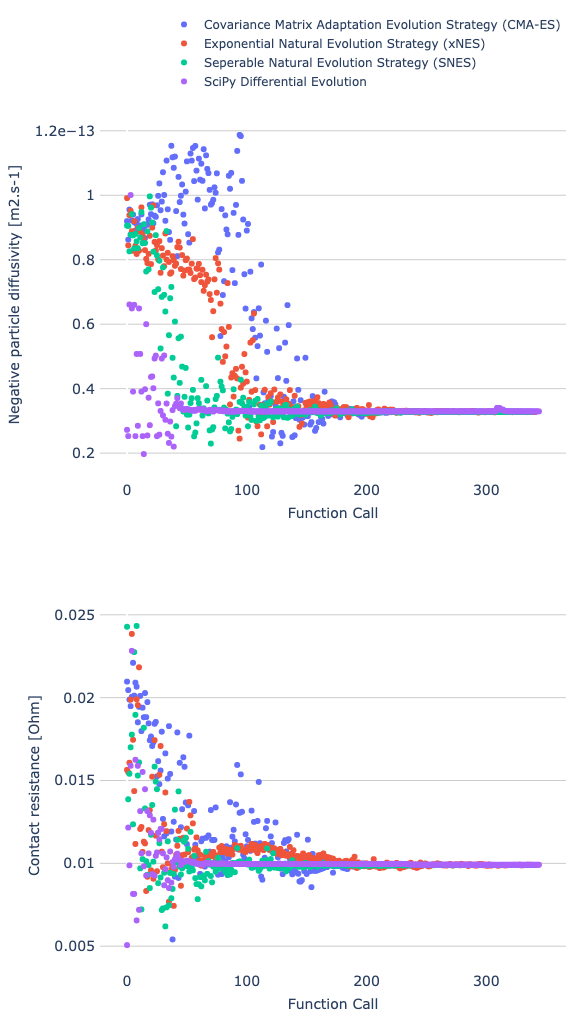 Covariance Matrix Adaptation Evolution Strategy (CMA-ES)
Exponential Natural Evolution Strategy (xNES)
Seperable Natural Evolution Strategy (SNES)
SciPy Differential Evolution
1.2e−13
1
0.8
0.6
0.4
0.2
Negative particle diffusivity [m2.s-1]
0 100 200 300
Function Call
0.025
0.02
0.015
0.01
0.005
Contact resistance [Ohm]
0 100 200 300
Function Call